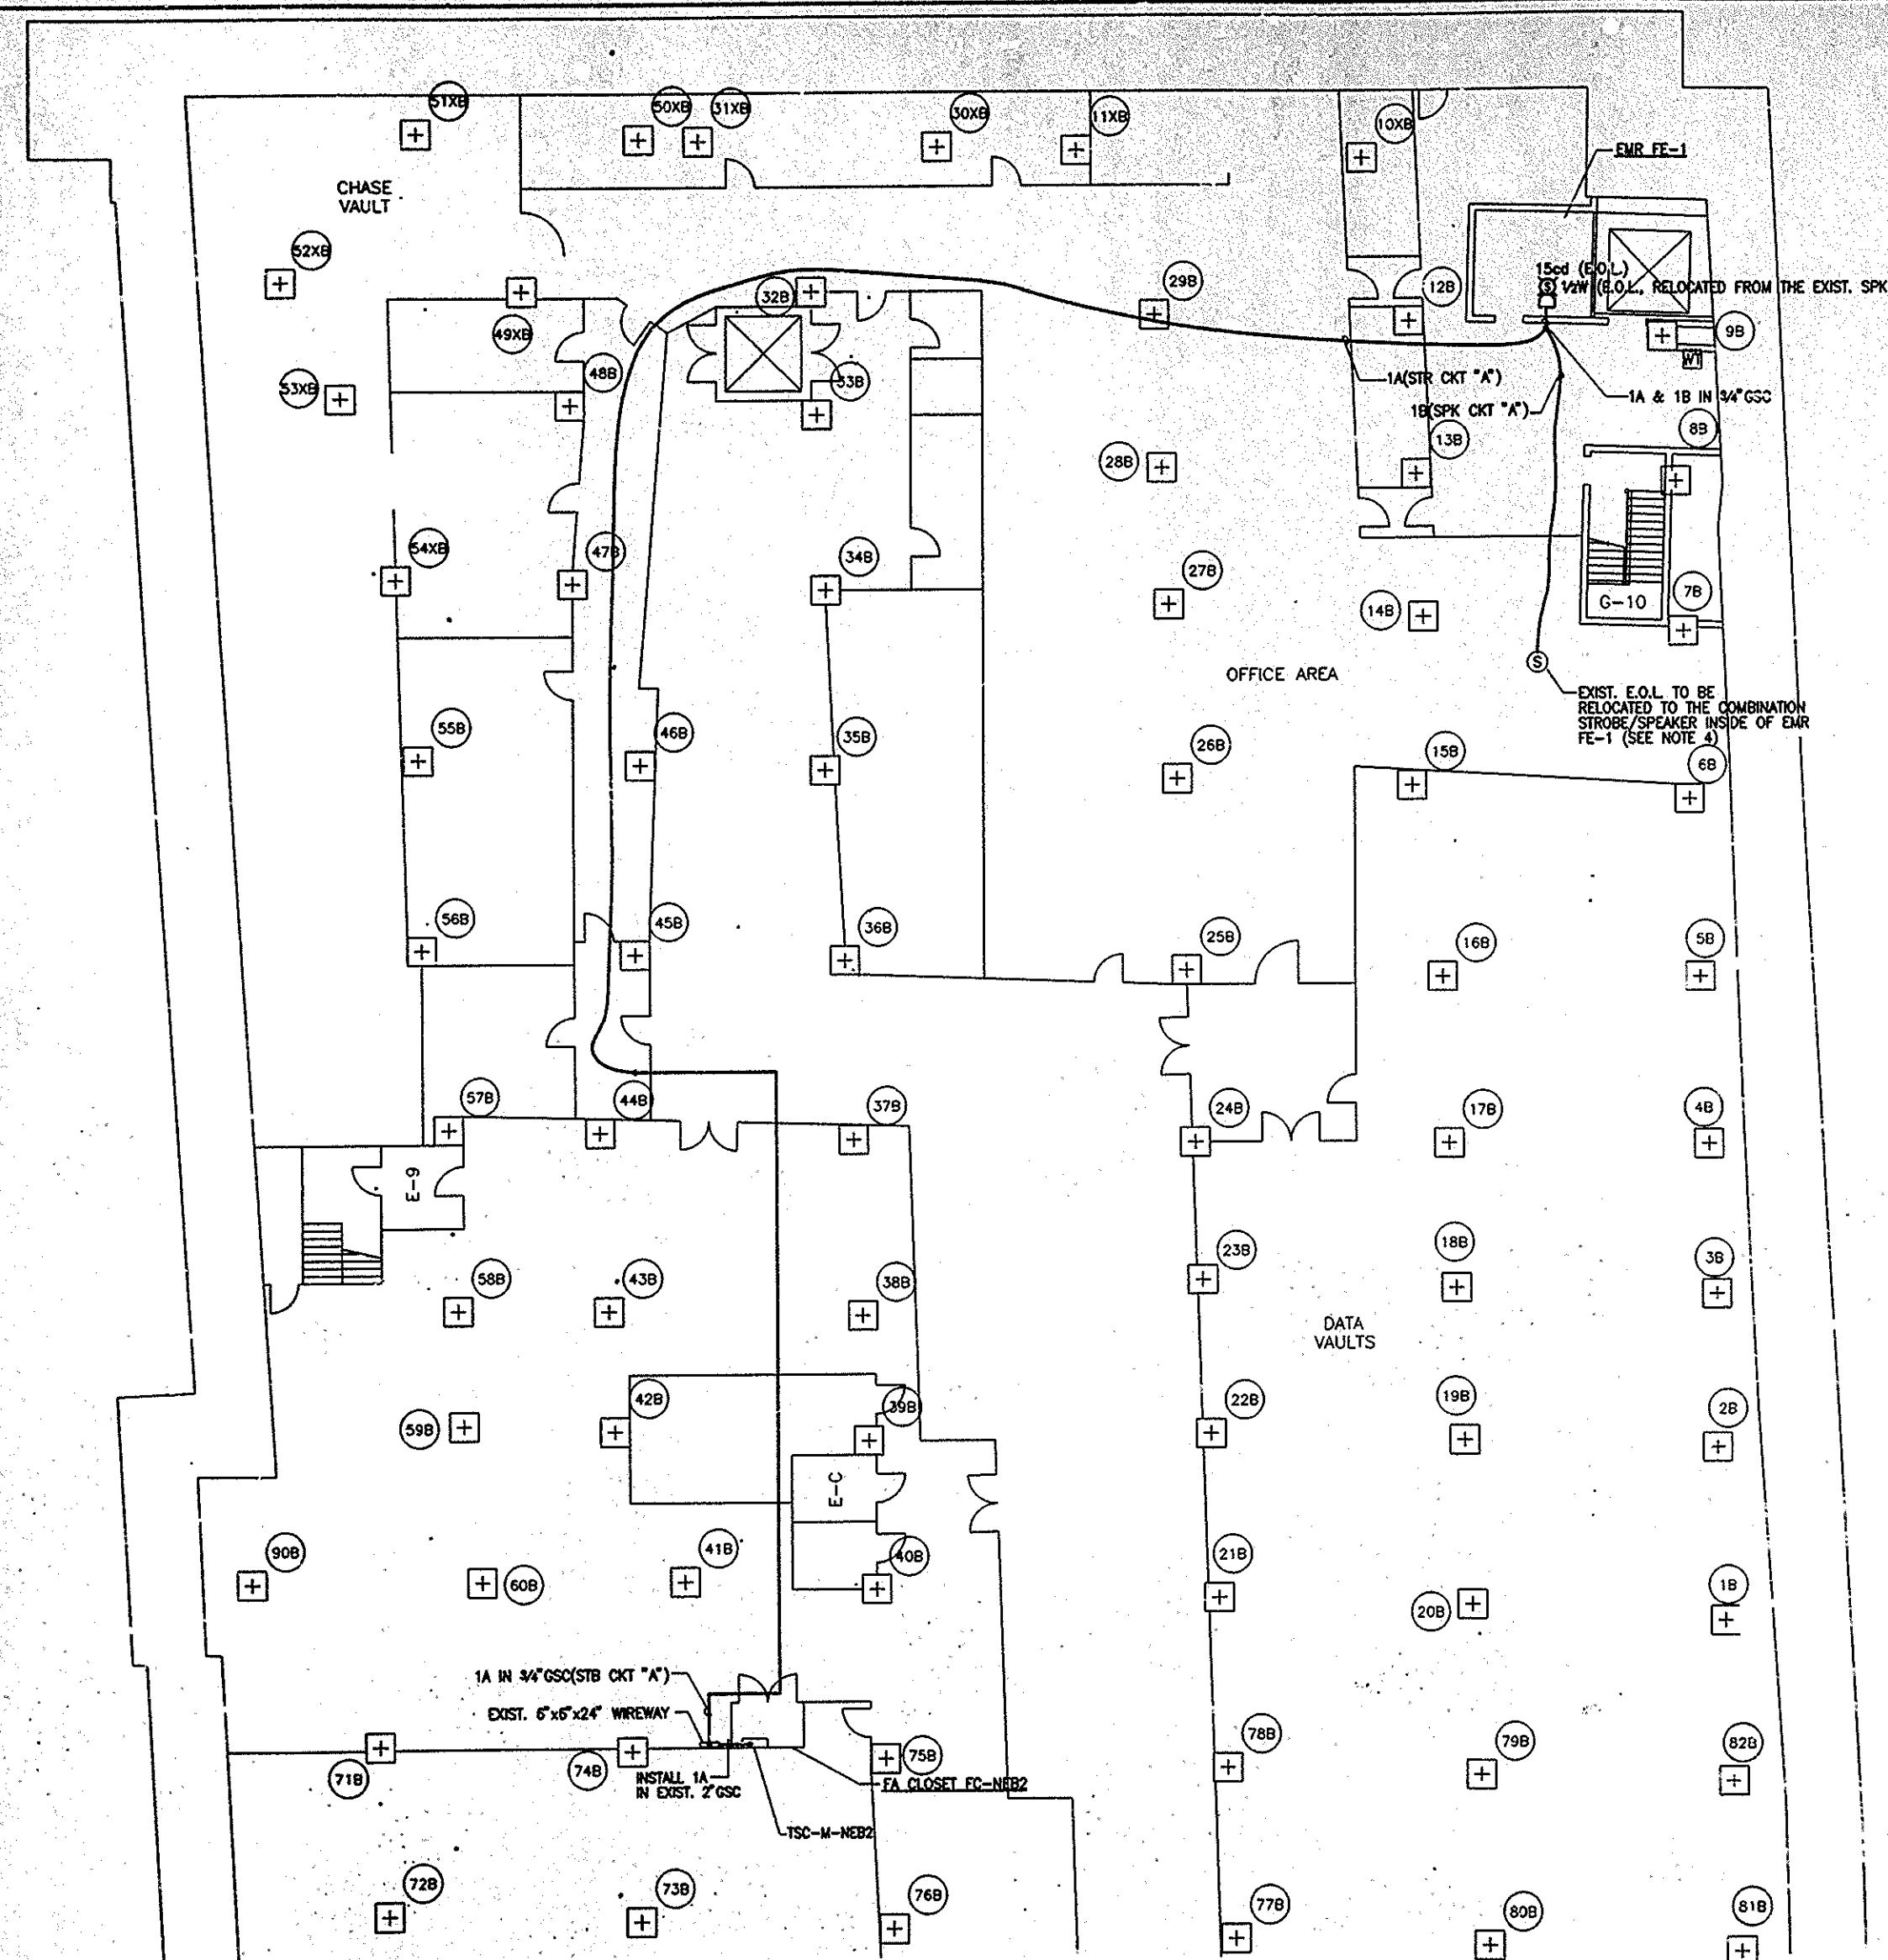 51XB
50XB
31XB
30XB
11XB
10XB
EMR FE-1
CHASE
VAULT
52XB
15cd (E.O.L.)
S 1/2W (E.O.L., RELOCATED FROM THE EXIST. SPK
32B
29B
12B
9B
WT
49XB
53XB
48B
33B
1A(STR CKT "A")
1B(SPK CKT "A")
1A & 1B IN 3/4"GSC
13B
8B
28B
54XB
47B
34B
27B
14B
G-10
7B
S
OFFICE AREA
EXIST. E.O.L. TO BE
RELOCATED TO THE COMBINATION
STROBE/SPEAKER INSIDE OF EMR
FE-1 (SEE NOTE 4)
55B
46B
35B
26B
15B
6B
56B
45B
36B
25B
16B
5B
57B
44B
37B
24B
17B
4B
E-9
58B
43B
38B
23B
18B
3B
DATA
VAULTS
59B
42B
39B
22B
19B
2B
E-C
90B
60B
41B
40B
21B
20B
1B
1A IN 3/4"GSC(STB CKT "A")
EXIST. 6"x6"x24" WIREWAY
71B
74B
75B
78B
79B
82B
INSTALL 1A
IN EXIST. 2"GSC
FA CLOSET FC-NEB2
TSC-M-NEB2
72B
73B
76B
77B
80B
81B